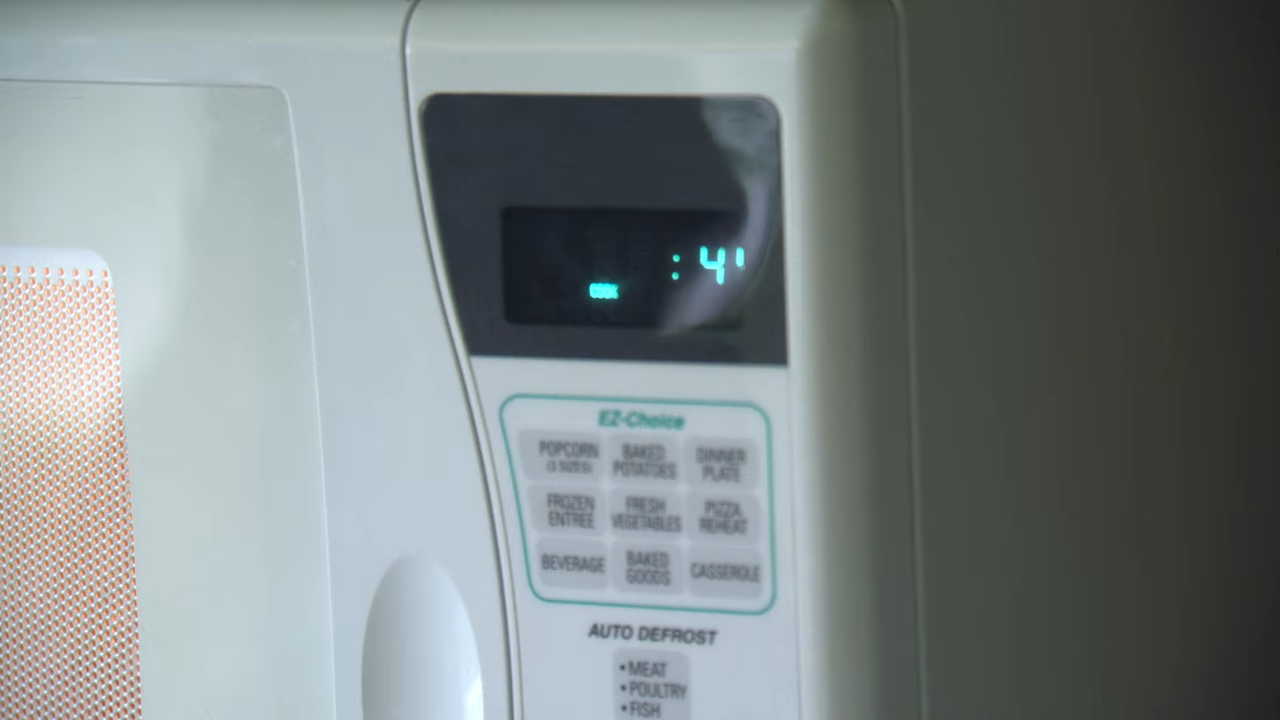 : 4'
COOK
EZ-Choice
POPCORN BAKED DINNER
(3 SIZES) POTATOES PLATE
FROZEN FRESH PIZZA
ENTREE VEGETABLES REHEAT
BEVERAGE BAKED CASSEROLE
GOODS
AUTO DEFROST
• MEAT
• POULTRY
• FISH